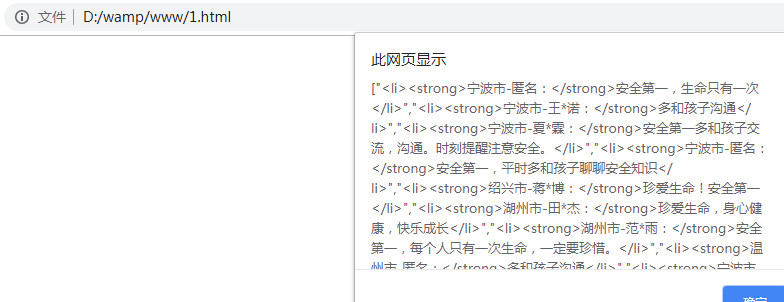 文件 D:/wamp/www/1.html
此网页显示
["<li><strong>宁波市-匿名：</strong>安全第一，生命只有一次
</li>","<li><strong>宁波市-王*诺：</strong>多和孩子沟通</
li>","<li><strong>宁波市-夏*霖：</strong>安全第一多和孩子交
流，沟通。时刻提醒注意安全。</li>","<li><strong>宁波市-匿名：
</strong>安全第一，平时多和孩子聊聊安全知识</
li>","<li><strong>绍兴市-蒋*博：</strong>珍爱生命！安全第一
</li>","<li><strong>湖州市-田*杰：</strong>珍爱生命，身心健
康，快乐成长</li>","<li><strong>湖州市-范*雨：</strong>安全
第一，每个人只有一次生命，一定要珍惜。</li>","<li><strong>温
州市-匿名：</strong>多和孩子沟通</li>","<li><strong>宁波市
确定